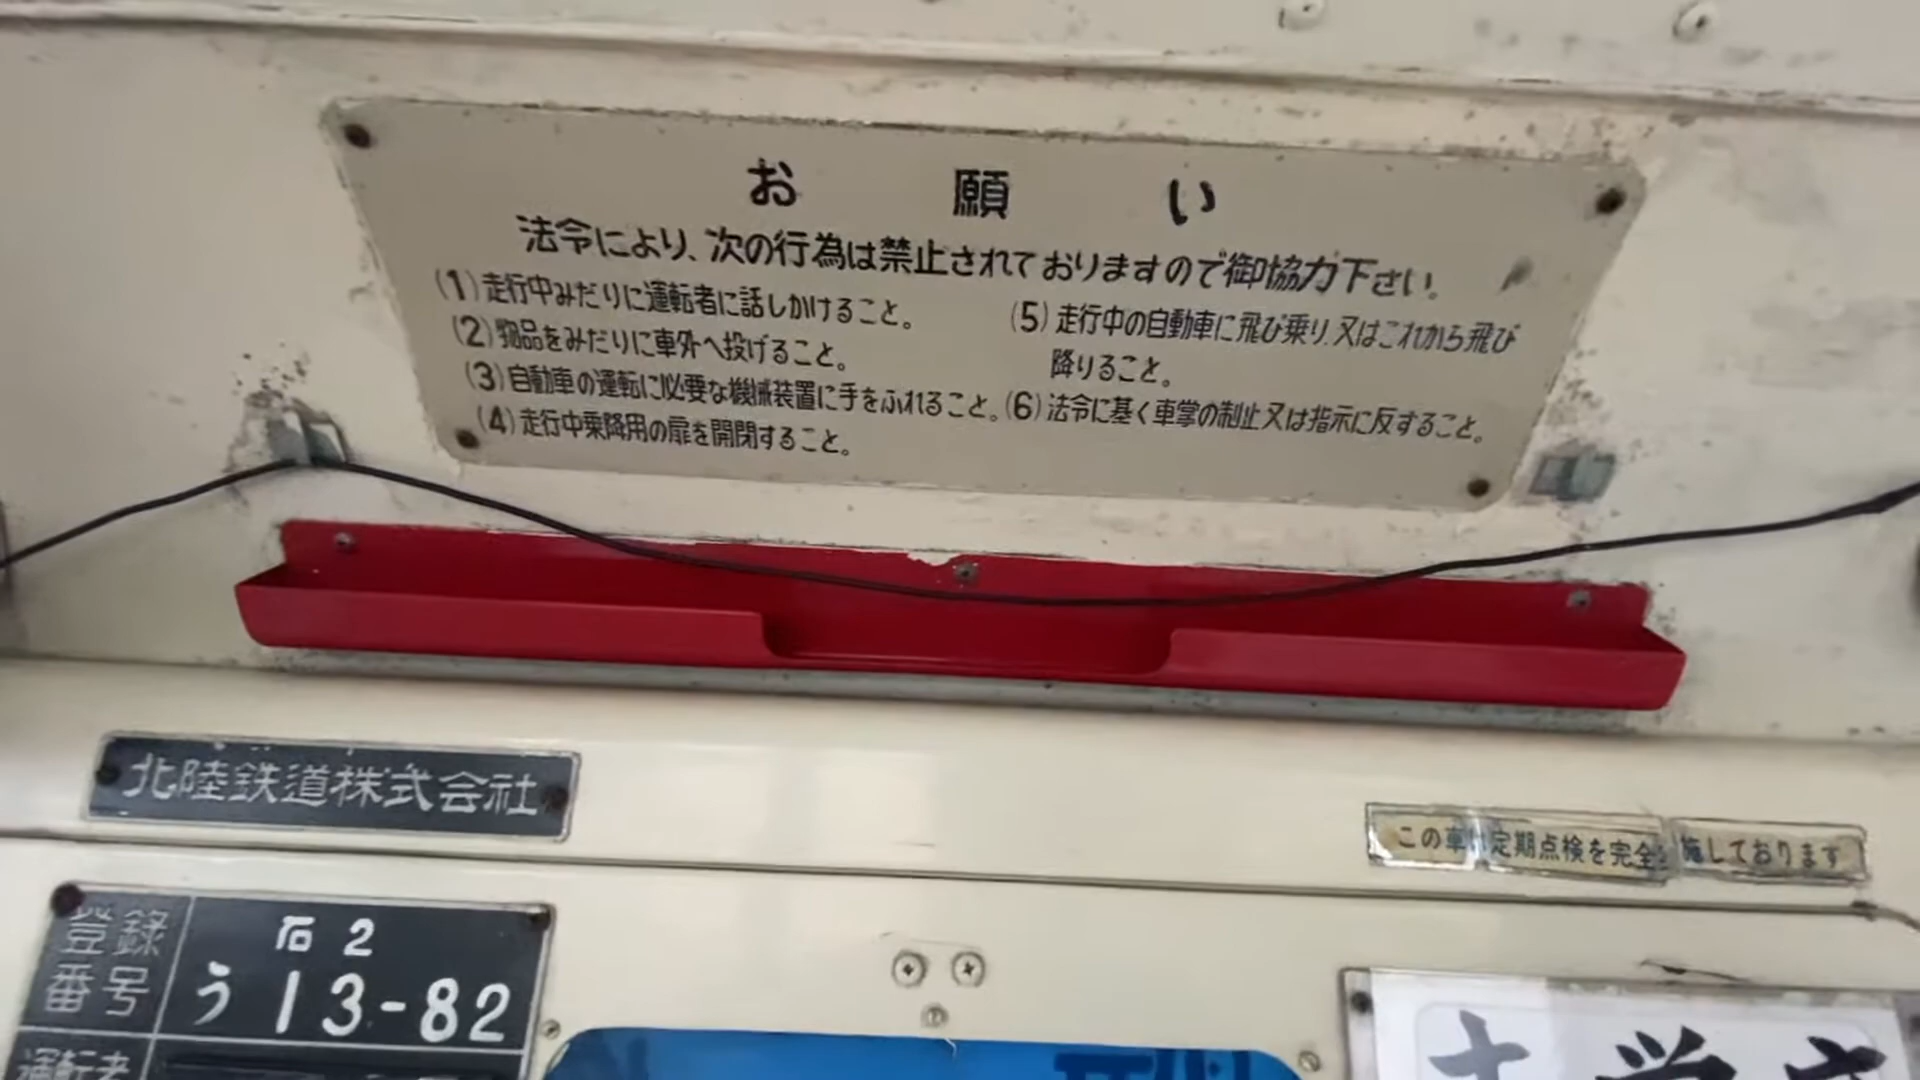 お願い
法令により、次の行為は禁止されておりますので御協力下さい。
(1)走行中みだりに運転者に話しかけること。
(2)物品をみだりに車外へ投げること。
(3)自動車の運転に必要な機械装置に手をふれること。
(4)走行中乗降用の扉を開閉すること。
(5)走行中の自動車に飛び乗り、又はこれから飛び
降りること。
(6)法令に基く車掌の制止又は指示に反すること。
北陸鉄道株式会社
この車は定期点検を完全 施しております
登録
番号
石 2
う 13-82
運転者